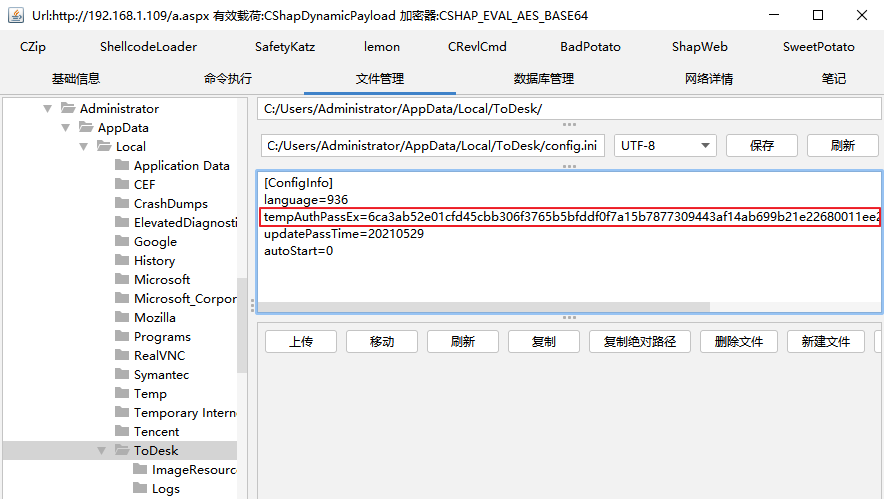 Url:http://192.168.1.109/a.aspx 有效载荷:CShapDynamicPayload 加密器:CSHAP_EVAL_AES_BASE64
CZip ShellcodeLoader SafetyKatz lemon CRevlCmd BadPotato ShapWeb SweetPotato
基础信息 命令执行 文件管理 数据库管理 网络详情 笔记
Administrator
AppData
Local
Application Data
CEF
CrashDumps
ElevatedDiagnosti
Google
History
Microsoft
Microsoft_Corpor
Mozilla
Programs
RealVNC
Symantec
Temp
Temporary Intern
Tencent
ToDesk
ImageResourc
Logs
C:/Users/Administrator/AppData/Local/ToDesk/
C:/Users/Administrator/AppData/Local/ToDesk/config.ini UTF-8 保存 刷新
[ConfigInfo]
language=936
tempAuthPassEx=6ca3ab52e01cfd45cbb306f3765b5bfddf0f7a15b7877309443af14ab699b21e22680011ee2
updatePassTime=20210529
autoStart=0
上传 移动 刷新 复制 复制绝对路径 删除文件 新建文件